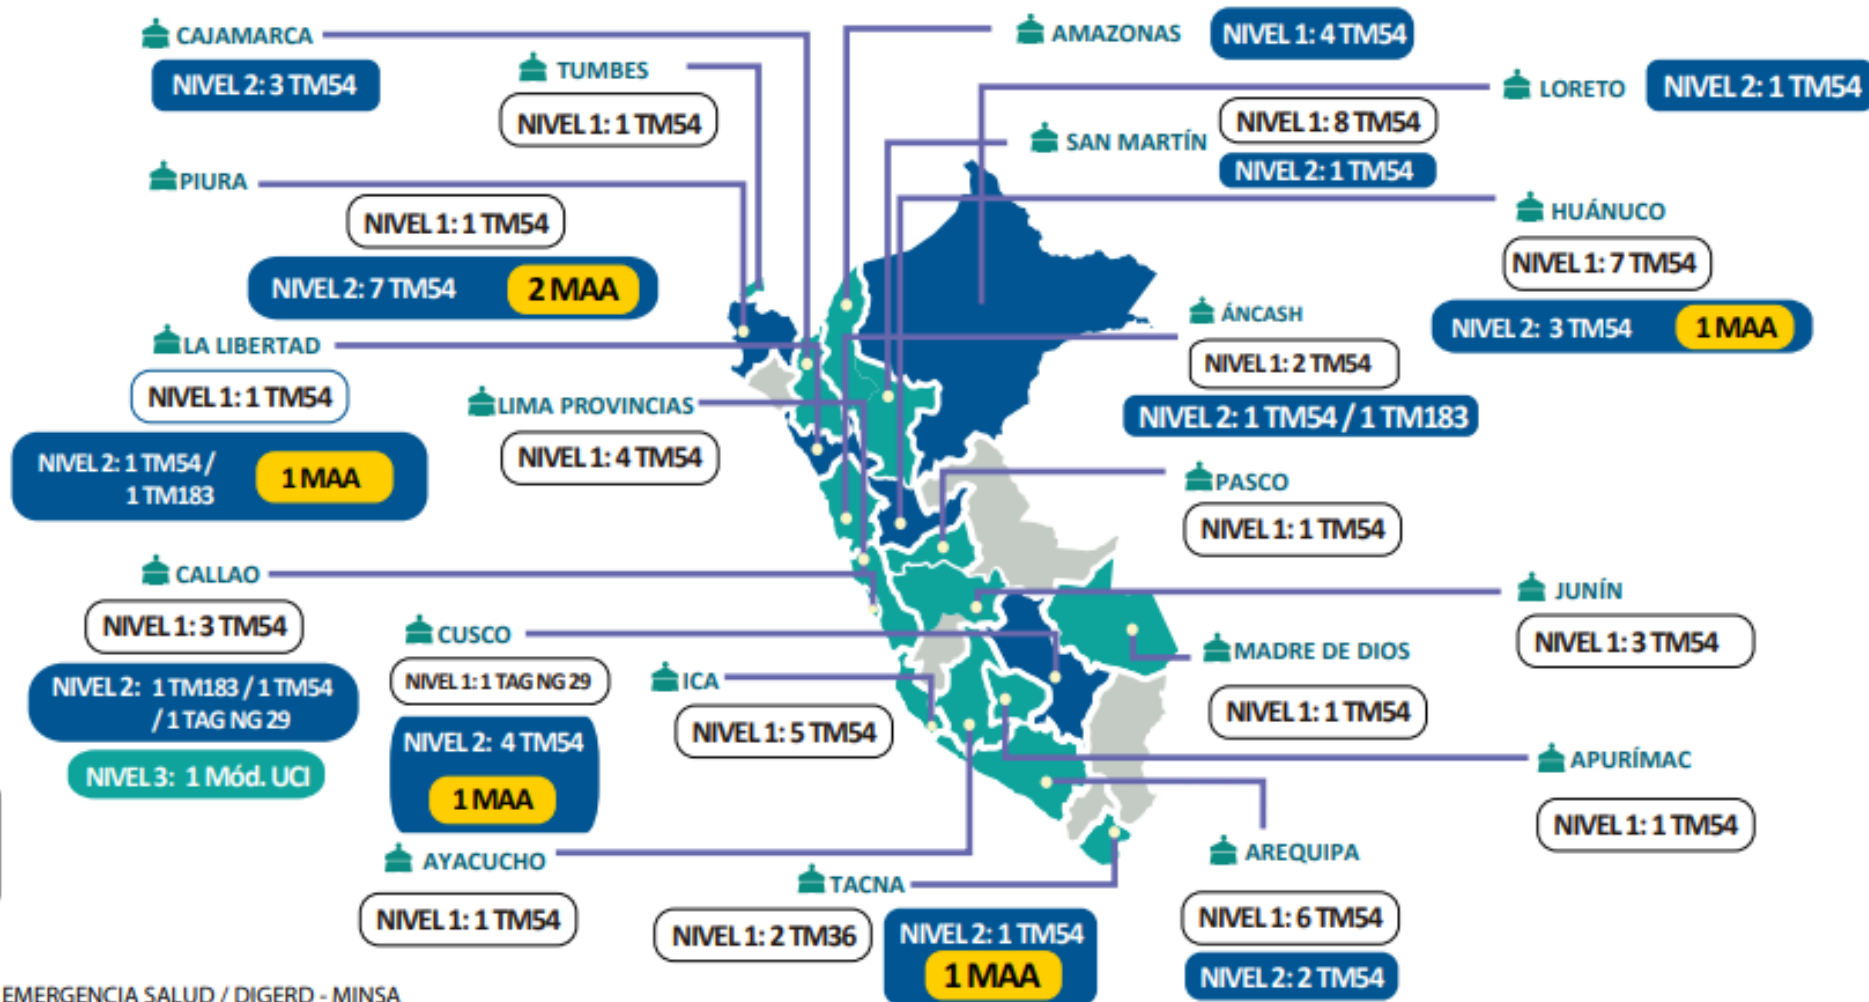 CAJAMARCA
NIVEL 2: 3 TM54
TUMBES
NIVEL 1: 1 TM54
PIURA
NIVEL 1: 1 TM54
NIVEL 2: 7 TM54 2 MAA
LA LIBERTAD
NIVEL 1: 1 TM54
NIVEL 2: 1 TM54 /
1 TM183
1 MAA
LIMA PROVINCIAS
NIVEL 1: 4 TM54
CALLAO
NIVEL 1: 3 TM54
NIVEL 2: 1 TM183 / 1 TM54
/ 1 TAG NG 29
NIVEL 3: 1 Mód. UCI
CUSCO
NIVEL 1: 1 TAG NG 29
NIVEL 2: 4 TM54
1 MAA
ICA
NIVEL 1: 5 TM54
AYACUCHO
NIVEL 1: 1 TM54
TACNA
NIVEL 1: 2 TM36
NIVEL 2: 1 TM54
1 MAA
AMAZONAS
NIVEL 1: 4 TM54
LORETO
NIVEL 2: 1 TM54
SAN MARTÍN
NIVEL 1: 8 TM54
NIVEL 2: 1 TM54
HUÁNUCO
NIVEL 1: 7 TM54
NIVEL 2: 3 TM54 1 MAA
ÁNCASH
NIVEL 1: 2 TM54
NIVEL 2: 1 TM54 / 1 TM183
PASCO
NIVEL 1: 1 TM54
JUNÍN
NIVEL 1: 3 TM54
MADRE DE DIOS
NIVEL 1: 1 TM54
APURÍMAC
NIVEL 1: 1 TM54
AREQUIPA
NIVEL 1: 6 TM54
NIVEL 2: 2 TM54
EMERGENCIA SALUD / DIGERD - MINSA